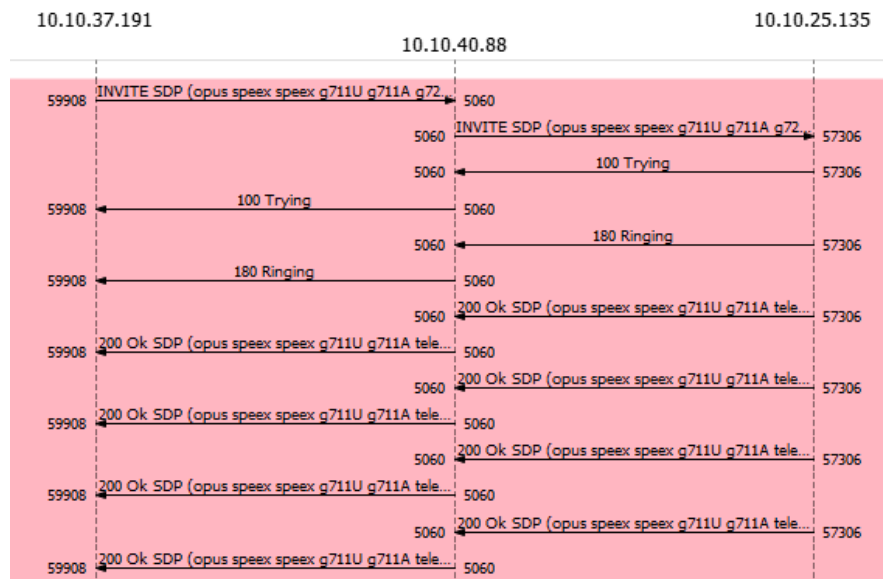 10.10.37.191
10.10.25.135
10.10.40.88
59908 INVITE SDP (opus speex speex g711U g711A g72... 5060
5060 INVITE SDP (opus speex speex g711U g711A g72... 57306
5060 100 Trying 57306
59908 100 Trying 5060
5060 180 Ringing 57306
59908 180 Ringing 5060
5060 200 Ok SDP (opus speex speex g711U g711A tele... 57306
59908 200 Ok SDP (opus speex speex g711U g711A tele... 5060
5060 200 Ok SDP (opus speex speex g711U g711A tele... 57306
59908 200 Ok SDP (opus speex speex g711U g711A tele... 5060
5060 200 Ok SDP (opus speex speex g711U g711A tele... 57306
59908 200 Ok SDP (opus speex speex g711U g711A tele... 5060
5060 200 Ok SDP (opus speex speex g711U g711A tele... 57306
59908 200 Ok SDP (opus speex speex g711U g711A tele... 5060